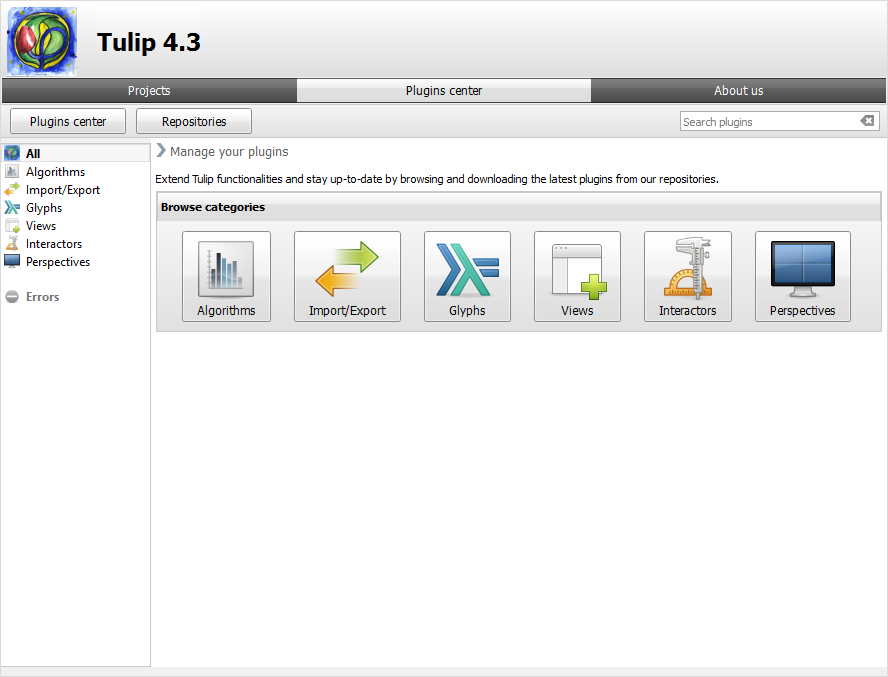 Tulip 4.3
Projects Plugins center About us
Plugins center Repositories Search plugins
All
Algorithms
Import/Export
Glyphs
Views
Interactors
Perspectives
Errors
Manage your plugins
Extend Tulip functionalities and stay up-to-date by browsing and downloading the latest plugins from our repositories.
Browse categories
Algorithms Import/Export Glyphs Views Interactors Perspectives